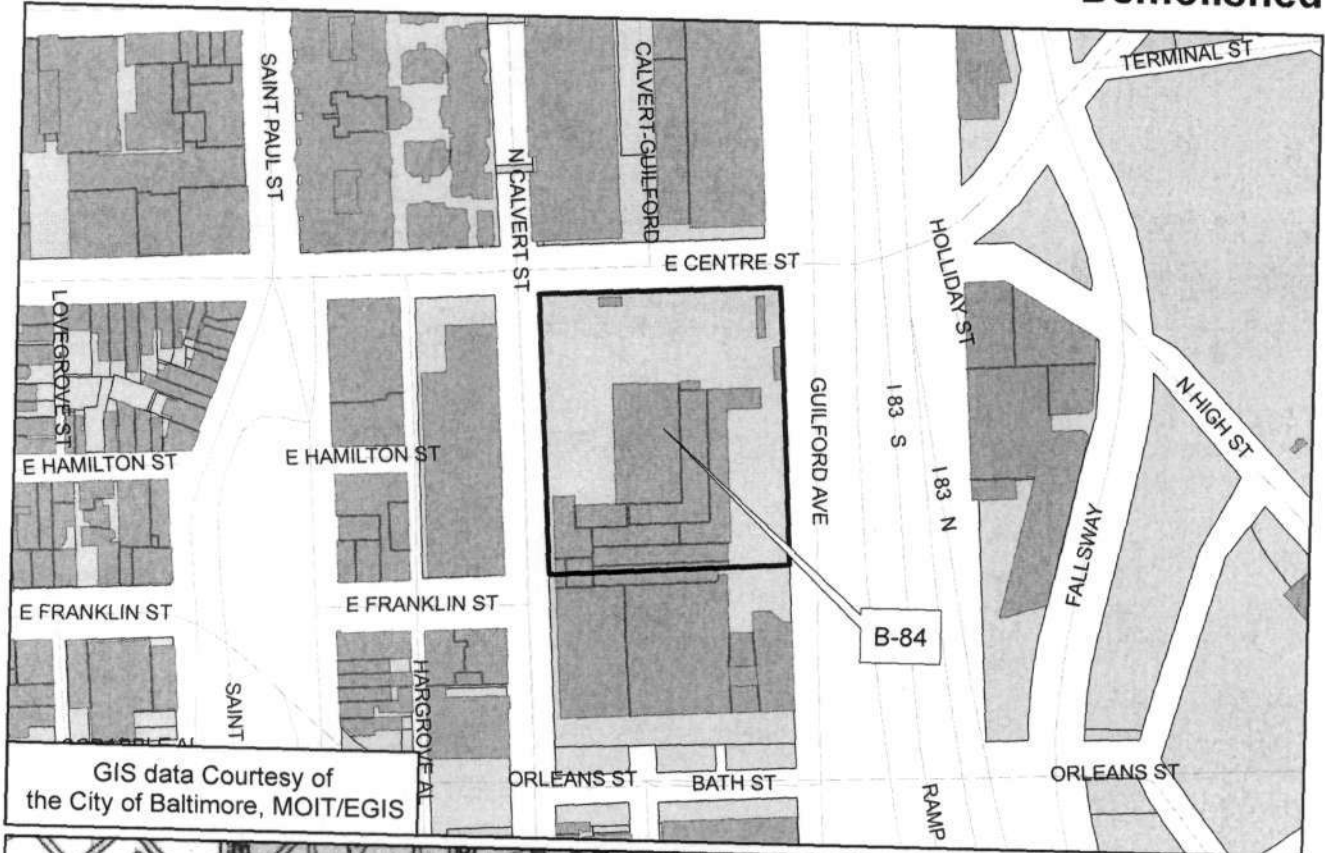 TERMINAL ST
SAINT PAUL ST
CALVERT-GUILFORD
N CALVERT ST
E CENTRE ST
HOLLIDAY ST
LOVEGROVE ST
GUILFORD AVE
I 83 S
I 83 N
N HIGH ST
E HAMILTON ST
E HAMILTON ST
FALLSWAY
E FRANKLIN ST
E FRANKLIN ST
B-84
SAINT
HARGROVE AL
ORLEANS ST
BATH ST
ORLEANS ST
RAMP
GIS data Courtesy of
the City of Baltimore, MOIT/EGIS